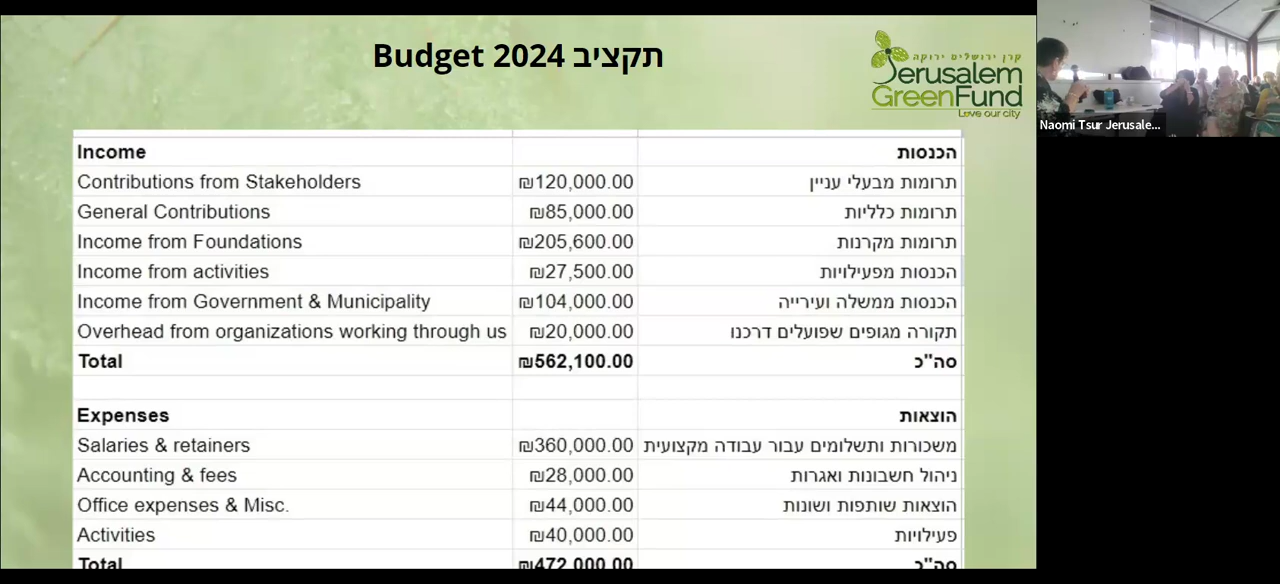 Budget 2024 תקציב
קרן ירושלים ירוקה
Jerusalem
GreenFund
Love our city
Naomi Tsur Jerusale...
Income הכנסות
Contributions from Stakeholders ₪120,000.00 תרומות מבעלי עניין
General Contributions ₪85,000.00 תרומות כלליות
Income from Foundations ₪205,600.00 תרומות מקרנות
Income from activities ₪27,500.00 הכנסות מפעילויות
Income from Government & Municipality ₪104,000.00 הכנסות ממשלה ועירייה
Overhead from organizations working through us ₪20,000.00 תקורה מגופים שפועלים דרכנו
Total ₪562,100.00 סה"כ
Expenses הוצאות
Salaries & retainers ₪360,000.00 משכורות ותשלומים עבור עבודה מקצועית
Accounting & fees ₪28,000.00 ניהול חשבונות ואגרות
Office expenses & Misc. ₪44,000.00 הוצאות שותפות ושונות
Activities ₪40,000.00 פעילויות
Total ₪472,000.00 סה"כ